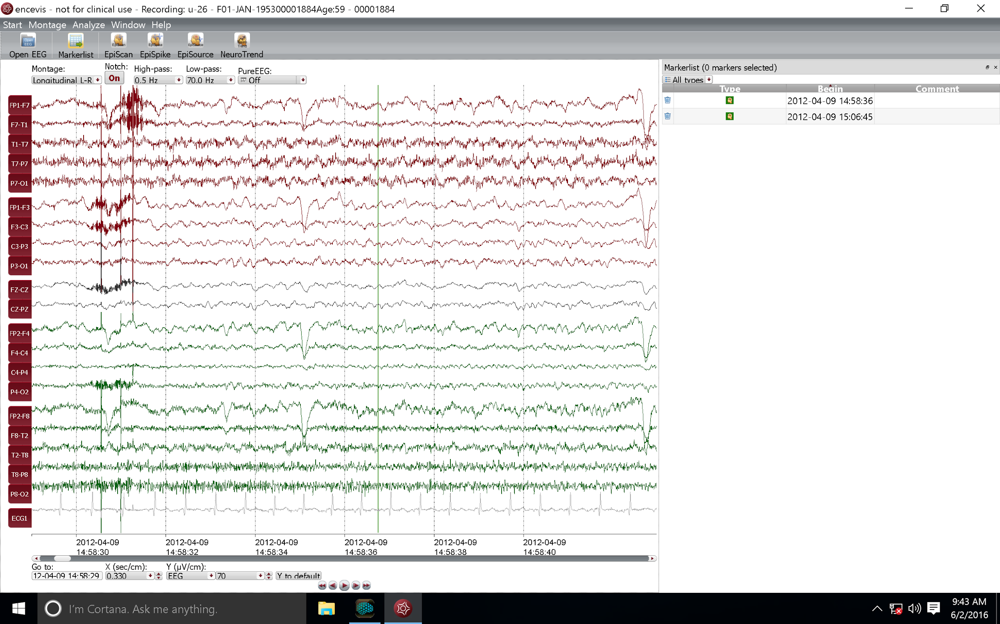 encevis - not for clinical use - Recording: u-26 - F01-JAN-195300001884Age:59 - 00001884
Start Montage Analyze Window Help
Open EEG Markerlist EpiScan EpiSpike EpiSource NeuroTrend
Montage: Notch: High-pass: Low-pass: PureEEG:
Longitudinal L-R On 0.5 Hz 70.0 Hz Off
Markerlist (0 markers selected)
All types
Type Begin Comment
2012-04-09 14:58:36
2012-04-09 15:06:45
FP1-F7
F7-T1
T1-T7
T7-P7
P7-O1
FP1-F3
F3-C3
C3-P3
P3-O1
FZ-CZ
CZ-PZ
FP2-F4
F4-C4
C4-P4
P4-O2
FP2-F8
F8-T2
T2-T8
T8-P8
P8-O2
ECG1
2012-04-09 2012-04-09 2012-04-09 2012-04-09 2012-04-09 2012-04-09
14:58:30 14:58:32 14:58:34 14:58:36 14:58:38 14:58:40
Go to: X (sec/cm): Y (µV/cm):
12-04-09 14:58:29 0.330 EEG 70 Y to default
I'm Cortana. Ask me anything.
9:43 AM
6/2/2016